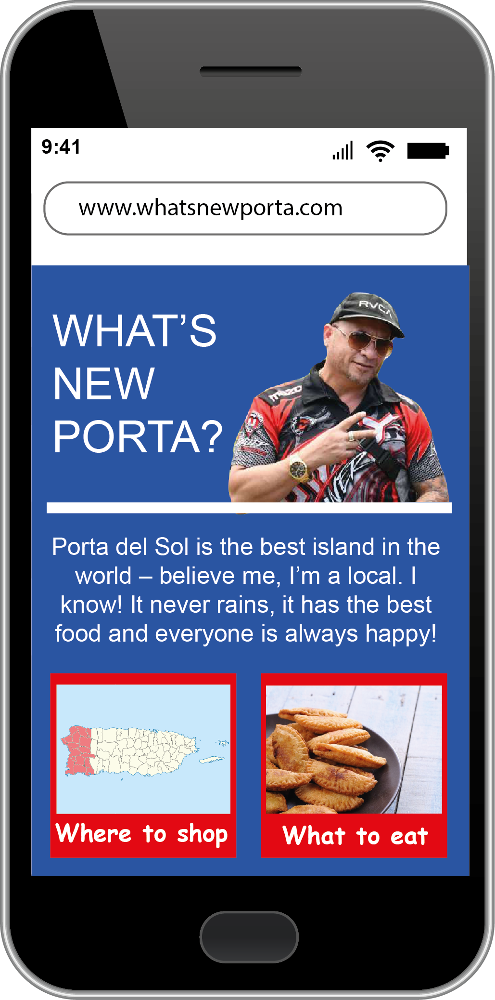 9:41
www.whatsnewporta.com
WHAT'S
NEW
PORTA?
RVCA
Porta del Sol is the best island in the
world – believe me, I'm a local. I
know! It never rains, it has the best
food and everyone is always happy!
Where to shop
What to eat